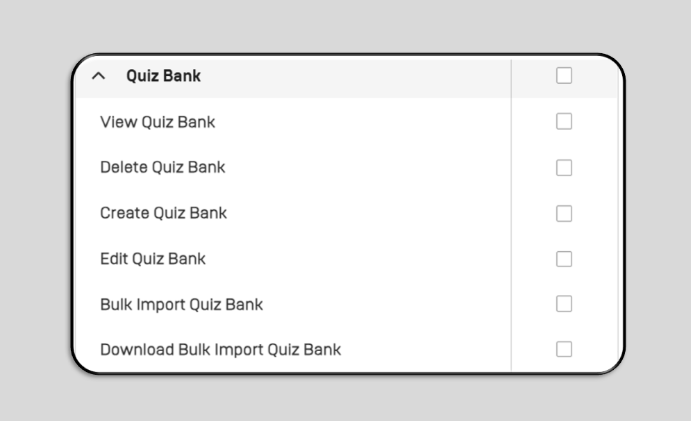 Quiz Bank
View Quiz Bank
Delete Quiz Bank
Create Quiz Bank
Edit Quiz Bank
Bulk Import Quiz Bank
Download Bulk Import Quiz Bank